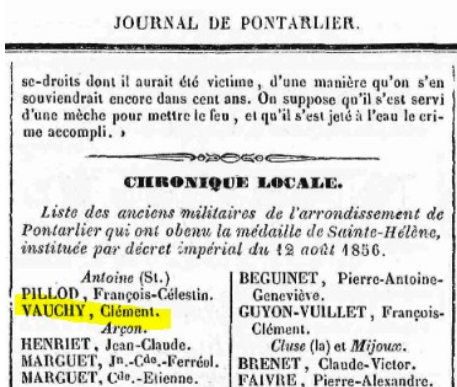 JOURNAL DE PONTARLIER.
se-droits dont il aurait été victime, d'une manière qu'on s'en
souviendrait encore dans cent ans. On suppose qu'il s'est servi
d'une mèche pour mettre le feu, et qu'il s'est jeté à l'eau le cri-
me accompli. »
CHRONIQUE LOCALE.
Liste des anciens militaires de l'arrondissement de
Pontarlier qui ont obenu la médaille de Sainte-Hélène,
instituée par décret impérial du 12 août 1856.
Antoine (St.)
PILLOD, François-Célestin.
VAUCHY, Clément.
Arçon.
HENRIET, Jean-Claude.
MARGUET, Jn.-Cde.-Ferréol.
MARGUET, Cde.-Etienne.
BEGUINET, Pierre-Antoine-
Geneviève.
GUYON-VUILLET, François-
Clément.
Cluse (la) et Mijoux.
BRENET, Claude-Victor.
FAIVRE, Pierre-Alexandre.